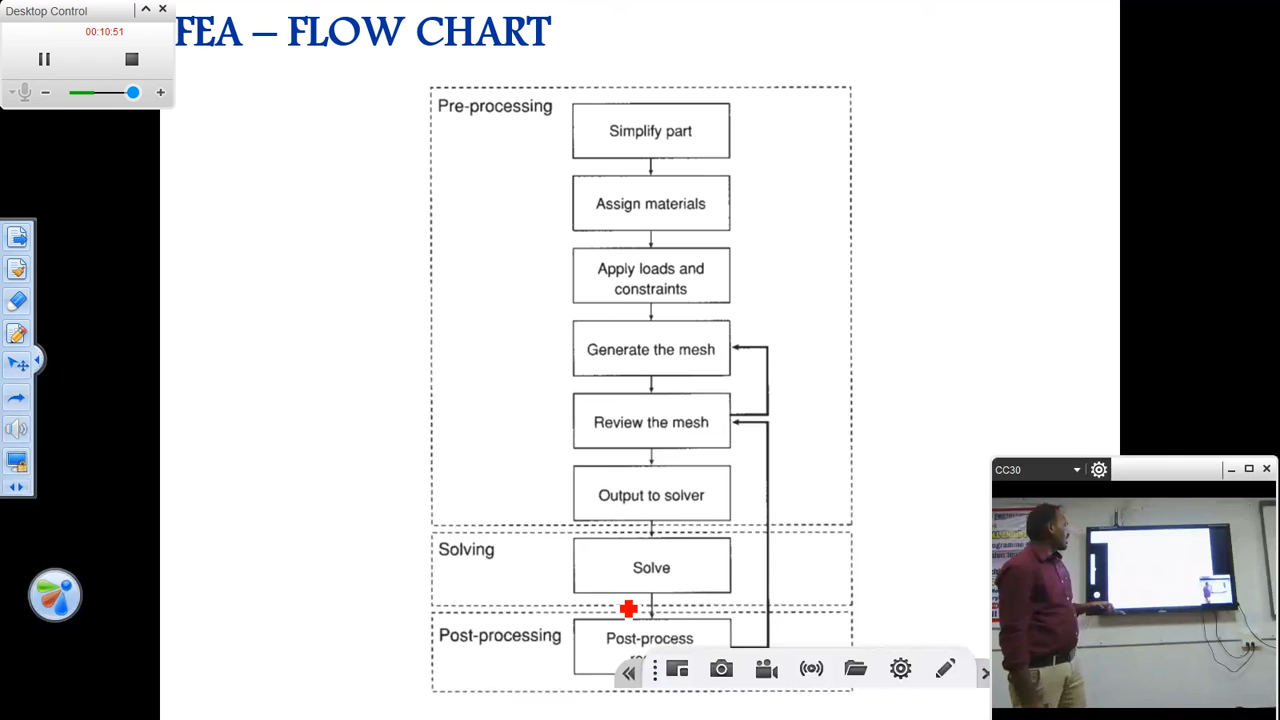 Desktop Control
00:10:51
FEA – FLOW CHART
Pre-processing
Simplify part
Assign materials
Apply loads and
constraints
Generate the mesh
Review the mesh
Output to solver
Solving
Solve
Post-processing
Post-process
CC30